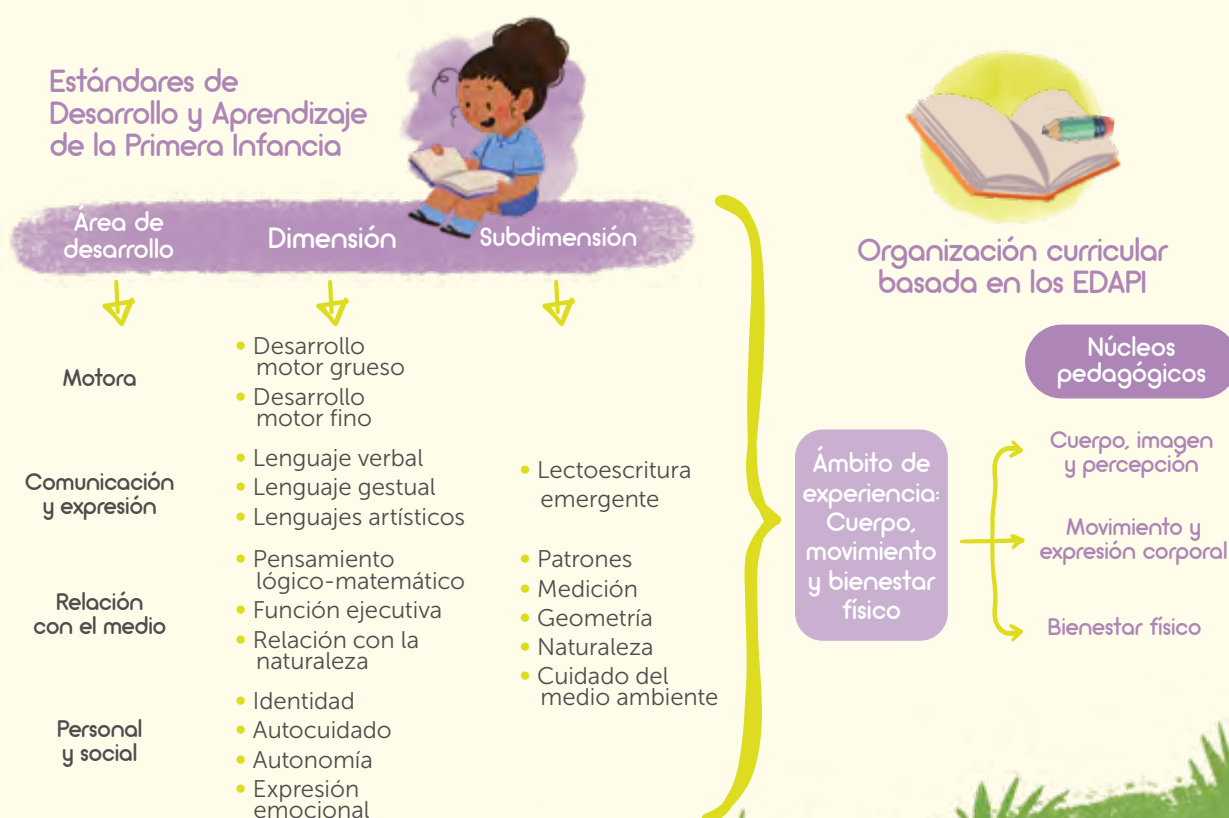 Estándares de
Desarrollo y Aprendizaje
de la Primera Infancia
Área de
desarrollo
Dimensión
Subdimensión
Motora
• Desarrollo
motor grueso
• Desarrollo
motor fino
Comunicación
y expresión
• Lenguaje verbal
• Lenguaje gestual
• Lenguajes artísticos
• Lectoescritura
emergente
Relación
con el medio
• Pensamiento
lógico-matemático
• Función ejecutiva
• Relación con la
naturaleza
• Patrones
• Medición
• Geometría
• Naturaleza
• Cuidado del
medio ambiente
Personal
y social
• Identidad
• Autocuidado
• Autonomía
• Expresión
emocional
Organización curricular
basada en los EDAPI
Ámbito de
experiencia:
Cuerpo,
movimiento
y bienestar
físico
Núcleos
pedagógicos
Cuerpo, imagen
y percepción
Movimiento y
expresión corporal
Bienestar físico